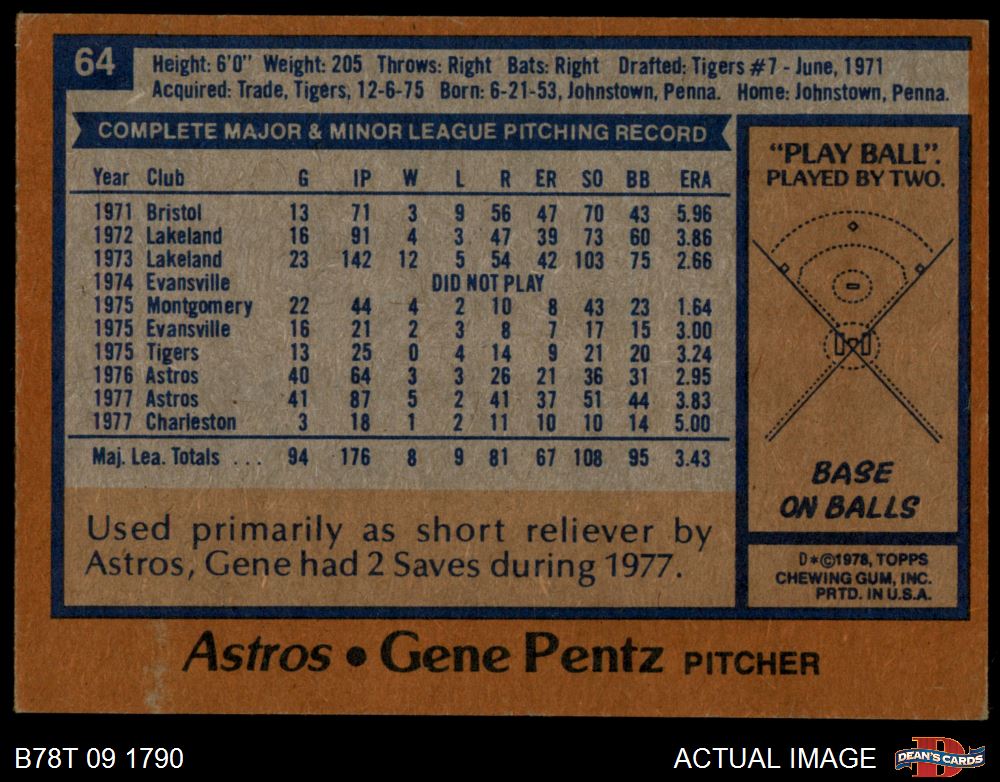 64
Height: 6'0" Weight: 205 Throws: Right Bats: Right Drafted: Tigers #7 - June, 1971
Acquired: Trade, Tigers, 12-6-75 Born: 6-21-53, Johnstown, Penna. Home: Johnstown, Penna.
COMPLETE MAJOR & MINOR LEAGUE PITCHING RECORD
Year Club G IP W L R ER SO BB ERA
1971 Bristol 13 71 3 9 56 47 70 43 5.96
1972 Lakeland 16 91 4 3 47 39 73 60 3.86
1973 Lakeland 23 142 12 5 54 42 103 75 2.66
1974 Evansville DID NOT PLAY
1975 Montgomery 22 44 4 2 10 8 43 23 1.64
1975 Evansville 16 21 2 3 8 7 17 15 3.00
1975 Tigers 13 25 0 4 14 9 21 20 3.24
1976 Astros 40 64 3 3 26 21 36 31 2.95
1977 Astros 41 87 5 2 41 37 51 44 3.83
1977 Charleston 3 18 1 2 11 10 10 14 5.00
Maj. Lea. Totals ... 94 176 8 9 81 67 108 95 3.43
Used primarily as short reliever by
Astros, Gene had 2 Saves during 1977.
"PLAY BALL".
PLAYED BY TWO.
BASE
ON BALLS
D*©1978, TOPPS
CHEWING GUM, INC.
PRTD. IN U.S.A.
Astros • Gene Pentz PITCHER
B78T 09 1790
ACTUAL IMAGE
D
DEAN'S CARDS